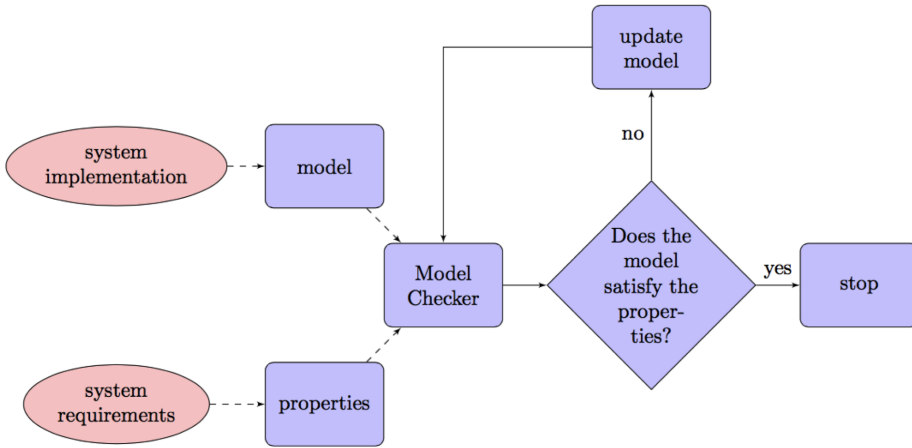 update
model
no
system
implementation
model
Does the
model
satisfy the
proper-
ties?
Model
Checker
yes
stop
system
requirements
properties